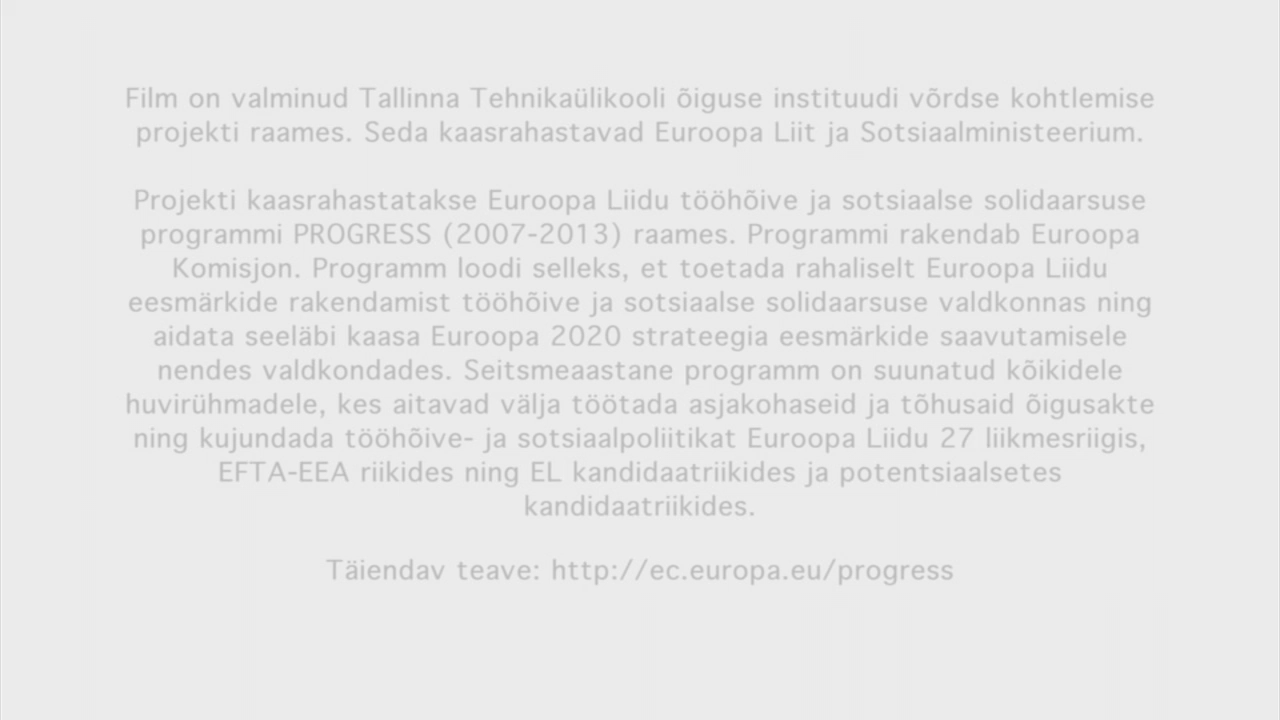 Film on valminud Tallinna Tehnikaülikooli õiguse instituudi võrdse kohtlemise
projekti raames. Seda kaasrahastavad Euroopa Liit ja Sotsiaalministeerium.
Projekti kaasrahastatakse Euroopa Liidu tööhõive ja sotsiaalse solidaarsuse
programmi PROGRESS (2007-2013) raames. Programmi rakendab Euroopa
Komisjon. Programm loodi selleks, et toetada rahaliselt Euroopa Liidu
eesmärkide rakendamist tööhõive ja sotsiaalse solidaarsuse valdkonnas ning
aidata seeläbi kaasa Euroopa 2020 strateegia eesmärkide saavutamisele
nendes valdkondades. Seitsmeaastane programm on suunatud kõikidele
huvirühmadele, kes aitavad välja töötada asjakohaseid ja tõhusaid õigusakte
ning kujundada tööhõive- ja sotsiaalpoliitikat Euroopa Liidu 27 liikmesriigis,
EFTA-EEA riikides ning EL kandidaatriikides ja potentsiaalsetes
kandidaatriikides.
Täiendav teave: http://ec.europa.eu/progress